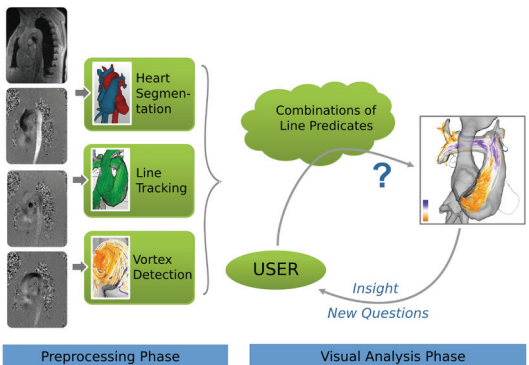 Heart
Segmen-
tation
Line
Tracking
Vortex
Detection
Combinations of
Line Predicates
?
USER
Insight
New Questions
Preprocessing Phase
Visual Analysis Phase